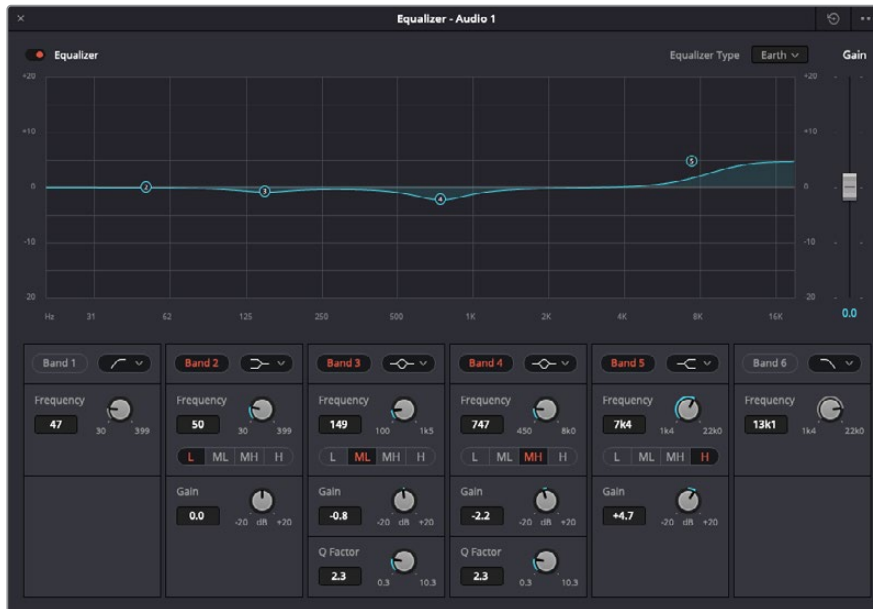 Equalizer - Audio 1
Equalizer
Equalizer Type Earth Gain
+20 +20
+10 +10
2 3 4 5
0 0
-10 -10
20 20
Hz 31 62 125 250 500 1K 2K 4K 8K 16K 0.0
Band 1 Band 2 Band 3 Band 4 Band 5 Band 6
Frequency Frequency Frequency Frequency Frequency Frequency
47 30 399 50 30 399 149 100 1k5 747 450 8k0 7k4 1k4 22k0 13k1 1k4 22k0
L ML MH H L ML MH H L ML MH H L ML MH H
Gain Gain Gain Gain
0.0 -20 dB +20 -0.8 -20 dB +20 -2.2 -20 dB +20 +4.7 -20 dB +20
Q Factor Q Factor
2.3 0.3 10.3 2.3 0.3 10.3